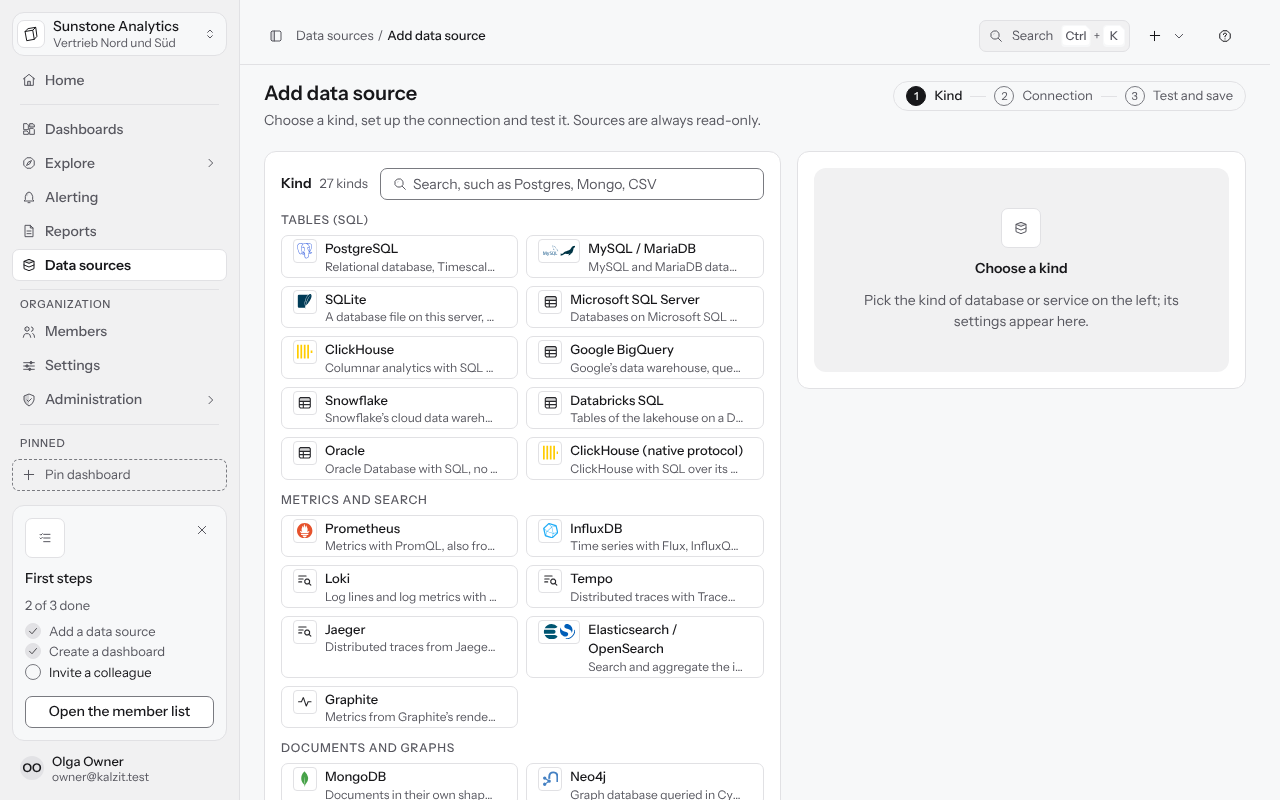 Sunstone Analytics
Vertrieb Nord und Süd
Home
Dashboards
Explore
Alerting
Reports
Data sources
ORGANIZATION
Members
Settings
Administration
PINNED
Pin dashboard
First steps
2 of 3 done
Add a data source
Create a dashboard
Invite a colleague
Open the member list
OO
Olga Owner
owner@kalzit.test
Data sources / Add data source
Search Ctrl + K
Add data source
Choose a kind, set up the connection and test it. Sources are always read-only.
1 Kind 2 Connection 3 Test and save
Kind 27 kinds
Search, such as Postgres, Mongo, CSV
TABLES (SQL)
PostgreSQL
Relational database, Timescal…
MySQL / MariaDB
MySQL and MariaDB data…
SQLite
A database file on this server, …
Microsoft SQL Server
Databases on Microsoft SQL …
ClickHouse
Columnar analytics with SQL …
Google BigQuery
Google's data warehouse, que…
Snowflake
Snowflake's cloud data wareh…
Databricks SQL
Tables of the lakehouse on a D…
Oracle
Oracle Database with SQL, no …
ClickHouse (native protocol)
ClickHouse with SQL over its …
METRICS AND SEARCH
Prometheus
Metrics with PromQL, also fro…
InfluxDB
Time series with Flux, InfluxQ…
Loki
Log lines and log metrics with …
Tempo
Distributed traces with Trace…
Jaeger
Distributed traces from Jaege…
Elasticsearch /
OpenSearch
Search and aggregate the i…
Graphite
Metrics from Graphite's rende…
DOCUMENTS AND GRAPHS
MongoDB
Documents in their own shap…
Neo4j
Graph database queried in Cy…
Choose a kind
Pick the kind of database or service on the left; its
settings appear here.